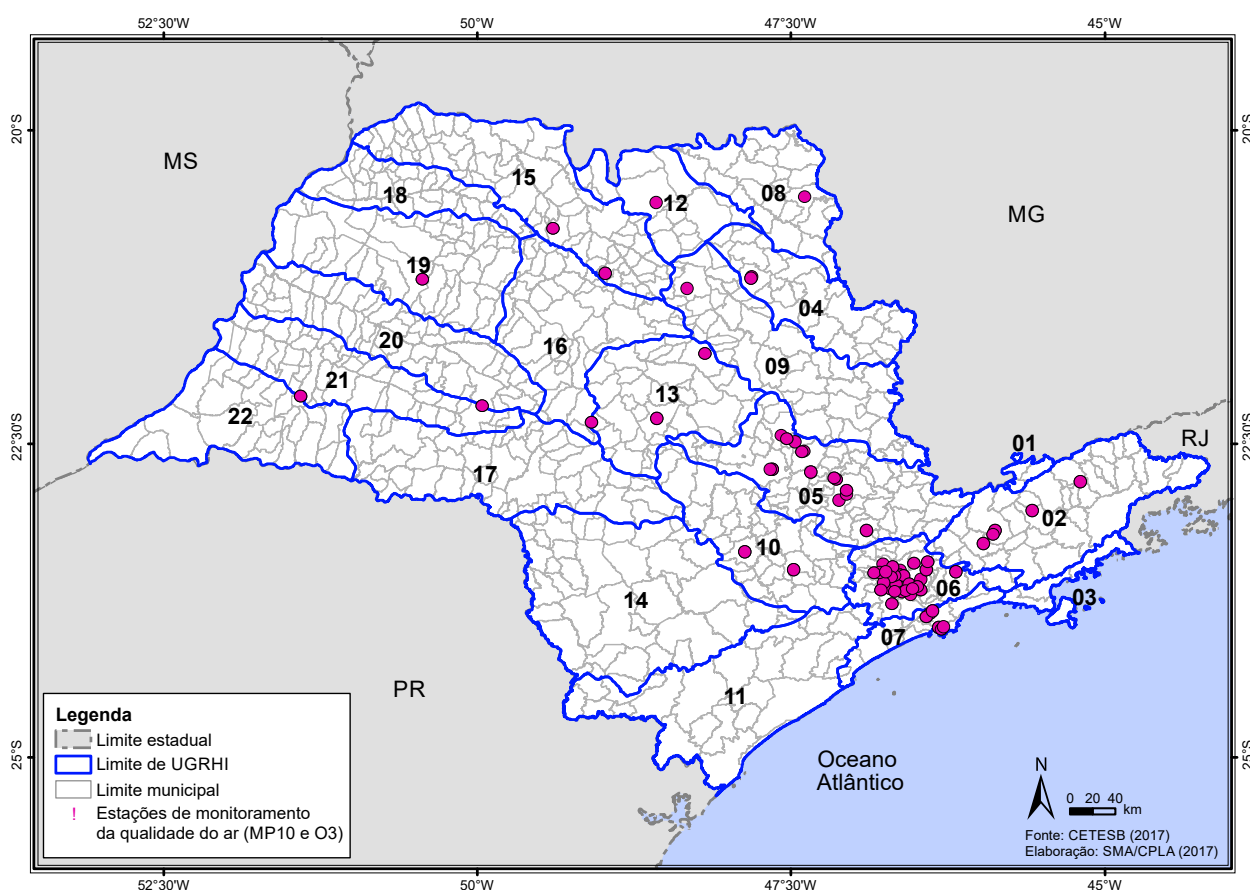 52°30'W
50°W
47°30'W
45°W
20°S
20°S
MS
15
18
12
08
MG
19
04
20
16
09
21
13
22
22°30'S
22°30'S
01
RJ
17
05
02
10
14
06
03
07
PR
11
25°S
25°S
Oceano
Atlântico
Legenda
Limite estadual
Limite de UGRHI
Limite municipal
! Estações de monitoramento
da qualidade do ar (MP10 e O3)
N
0 20 40
km
Fonte: CETESB (2017)
Elaboração: SMA/CPLA (2017)
52°30'W
50°W
47°30'W
45°W